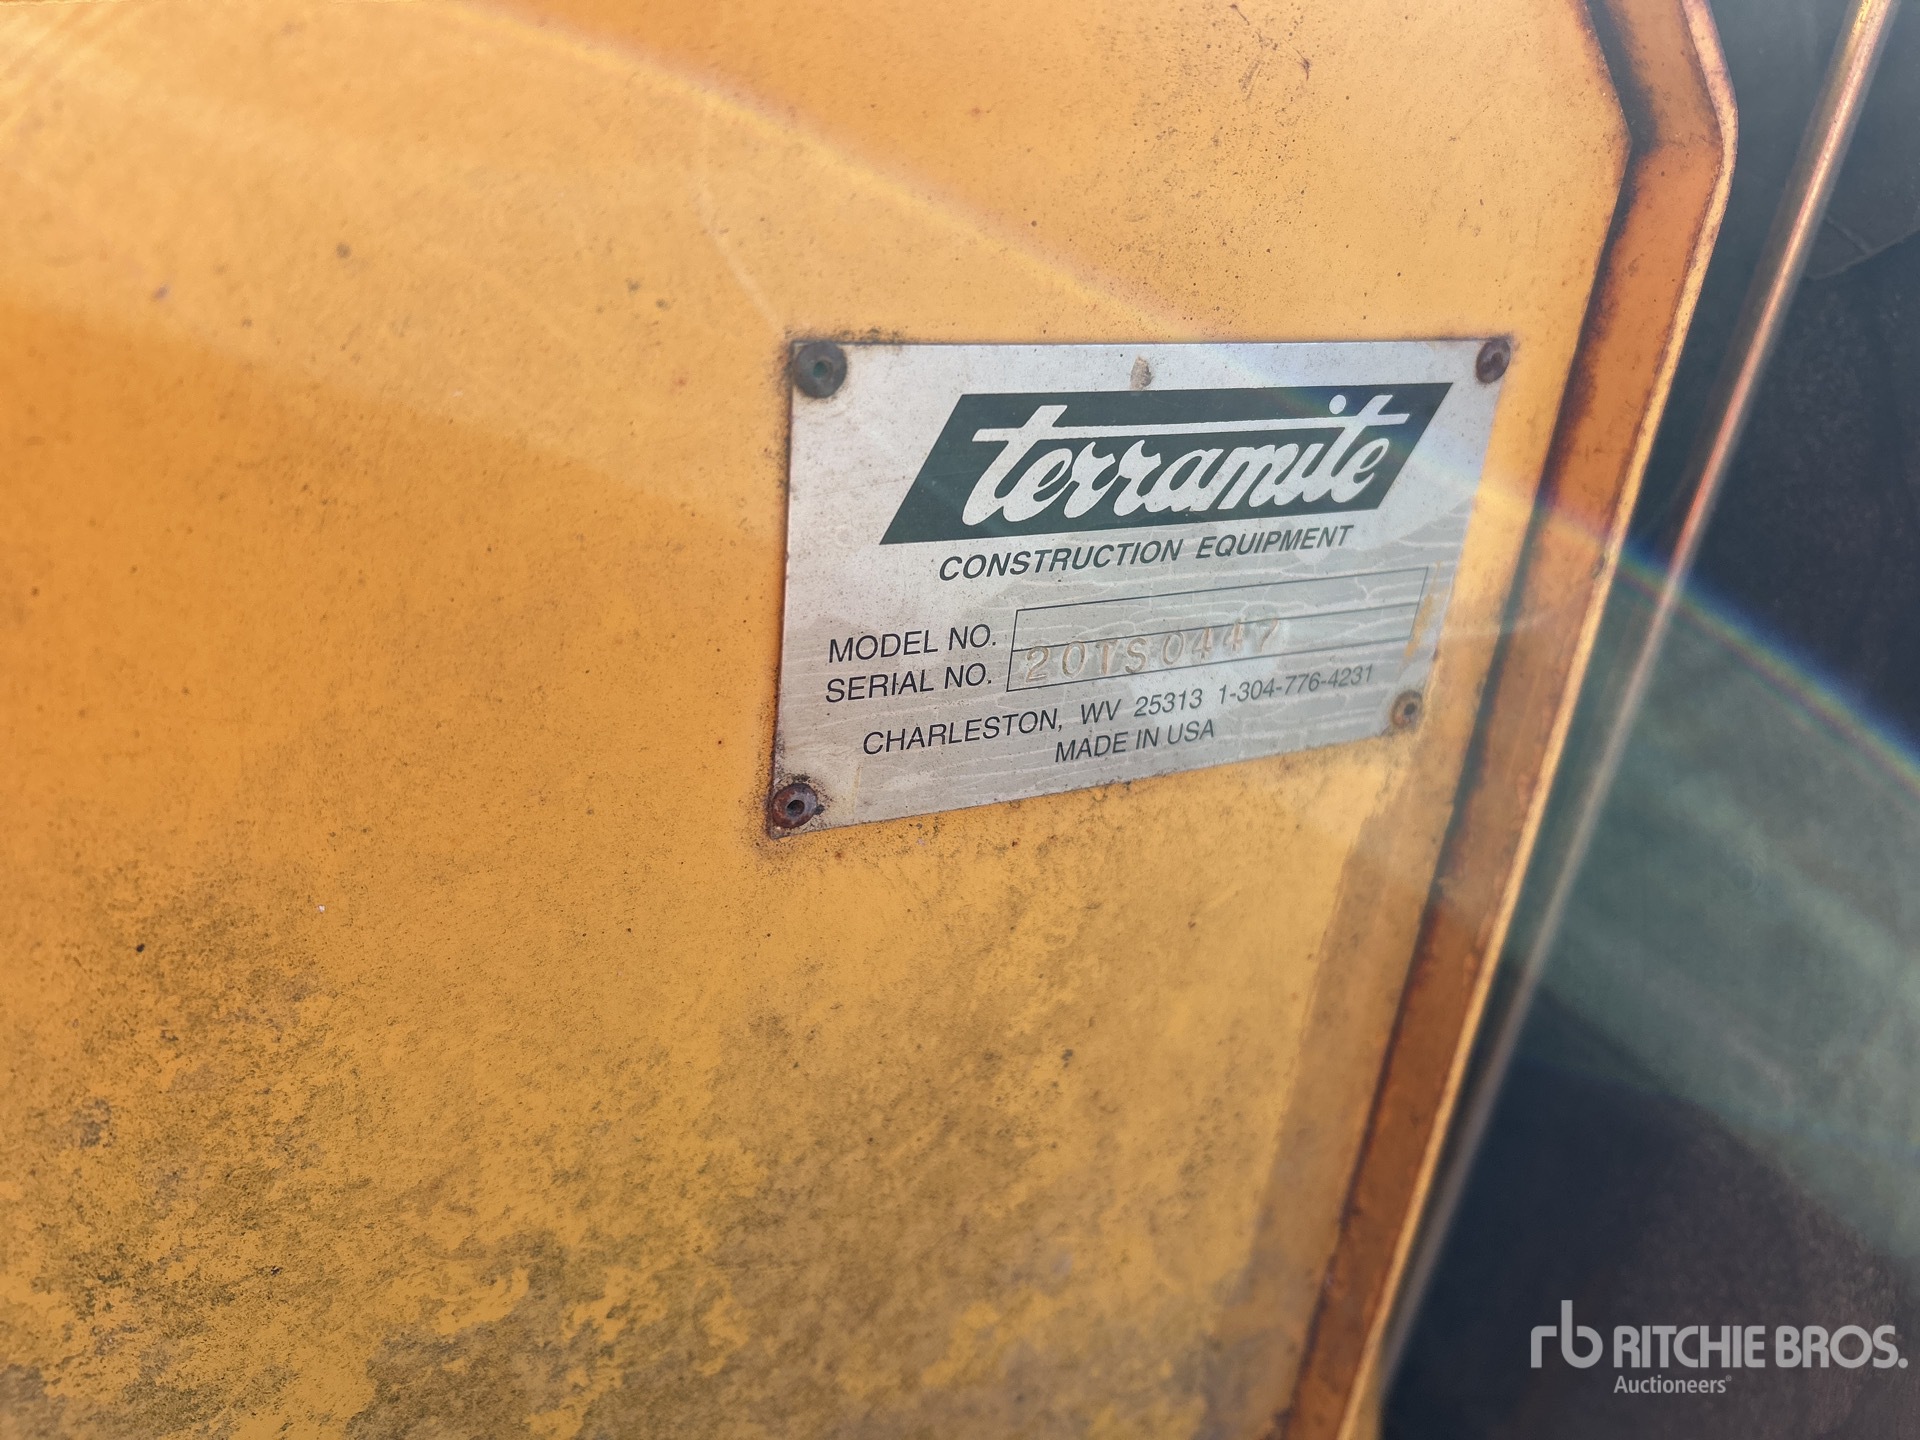 terramite
CONSTRUCTION EQUIPMENT
MODEL NO.
SERIAL NO. 20TS0447
CHARLESTON, WV 25313 1-304-776-4231
MADE IN USA
rb RITCHIE BROS.
Auctioneers